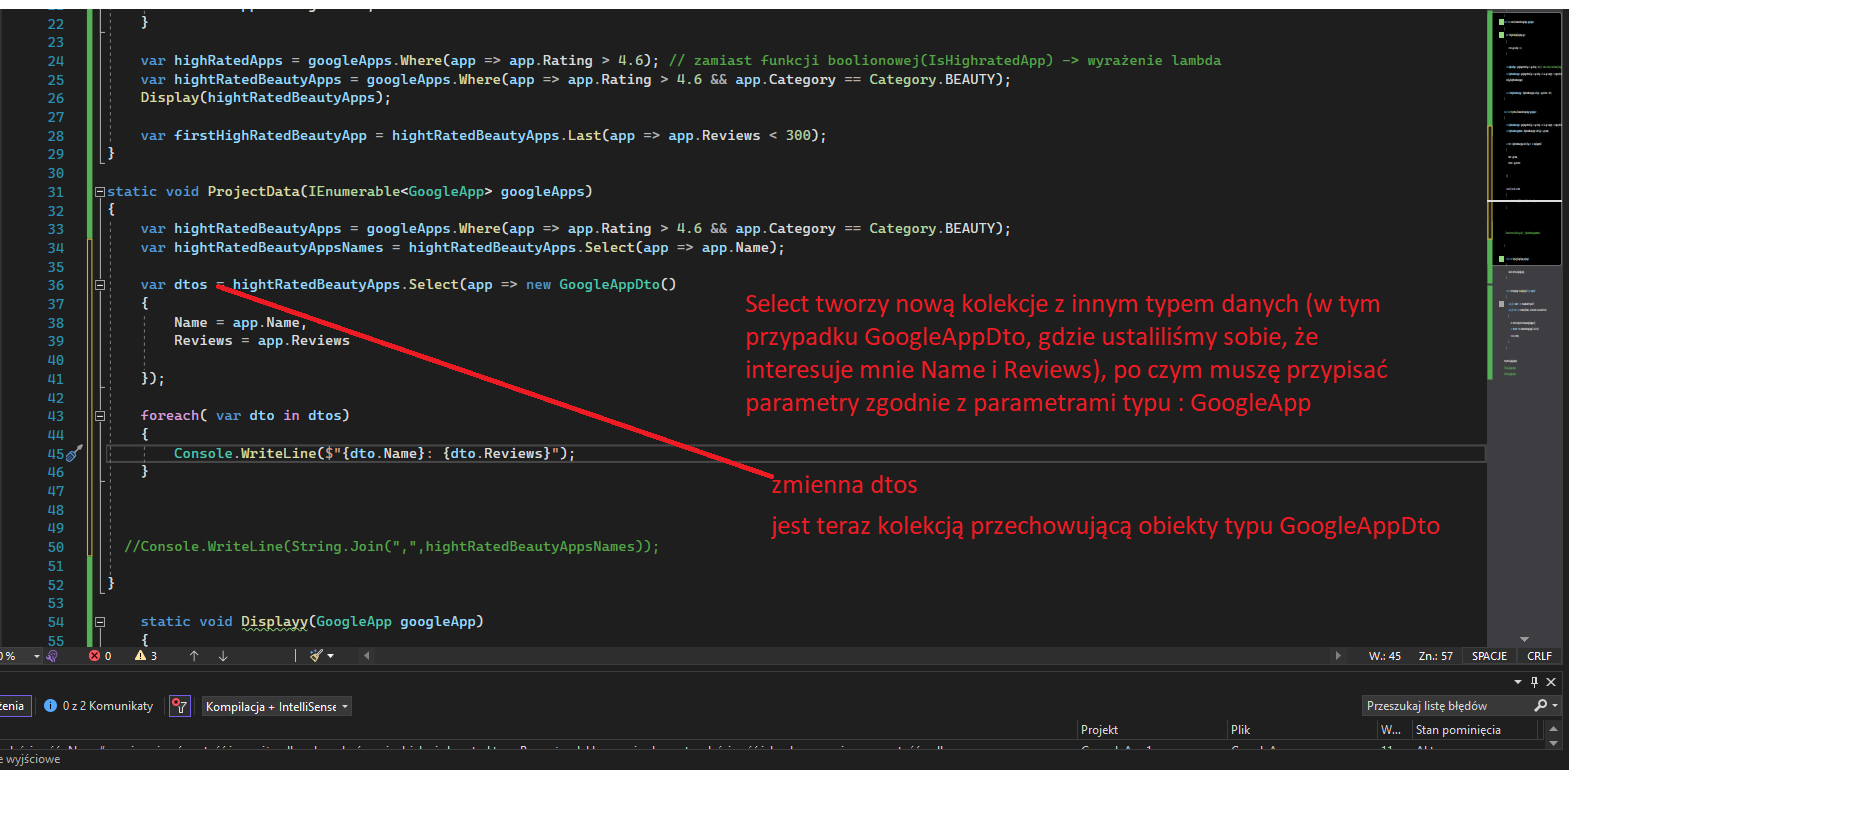 22 }
23
24 var highRatedApps = googleApps.Where(app => app.Rating > 4.6); // zamiast funkcji boolionowej(IsHighratedApp) -> wyrażenie lambda
25 var hightRatedBeautyApps = googleApps.Where(app => app.Rating > 4.6 && app.Category == Category.BEAUTY);
26 Display(hightRatedBeautyApps);
27
28 var firstHighRatedBeautyApp = hightRatedBeautyApps.Last(app => app.Reviews < 300);
29 }
30
31 static void ProjectData(IEnumerable<GoogleApp> googleApps)
32 {
33 var hightRatedBeautyApps = googleApps.Where(app => app.Rating > 4.6 && app.Category == Category.BEAUTY);
34 var hightRatedBeautyAppsNames = hightRatedBeautyApps.Select(app => app.Name);
35
36 var dtos = hightRatedBeautyApps.Select(app => new GoogleAppDto()
37 {
38 Name = app.Name,
39 Reviews = app.Reviews
40
41 });
42
43 foreach( var dto in dtos)
44 {
45 Console.WriteLine($"{dto.Name}: {dto.Reviews}");
46 }
47
48
49
50 //Console.WriteLine(String.Join(",",hightRatedBeautyAppsNames));
51
52 }
53
54 static void Displayy(GoogleApp googleApp)
55 {
Select tworzy nową kolekcje z innym typem danych (w tym
przypadku GoogleAppDto, gdzie ustaliliśmy sobie, że
interesuje mnie Name i Reviews), po czym muszę przypisać
parametry zgodnie z parametrami typu : GoogleApp
zmienna dtos
jest teraz kolekcją przechowującą obiekty typu GoogleAppDto
0 % 0 3 W.: 45 Zn.: 57 SPACJE CRLF
żenia 0 z 2 Komunikaty Kompilacja + IntelliSense Przeszukaj listę błędów
Projekt Plik W... Stan pominięcia
e wyjściowe